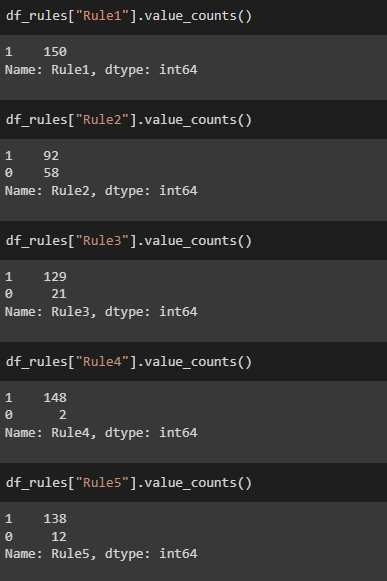 df_rules["Rule1"].value_counts()
1    150
Name: Rule1, dtype: int64
df_rules["Rule2"].value_counts()
1    92
0    58
Name: Rule2, dtype: int64
df_rules["Rule3"].value_counts()
1    129
0     21
Name: Rule3, dtype: int64
df_rules["Rule4"].value_counts()
1    148
0      2
Name: Rule4, dtype: int64
df_rules["Rule5"].value_counts()
1    138
0     12
Name: Rule5, dtype: int64